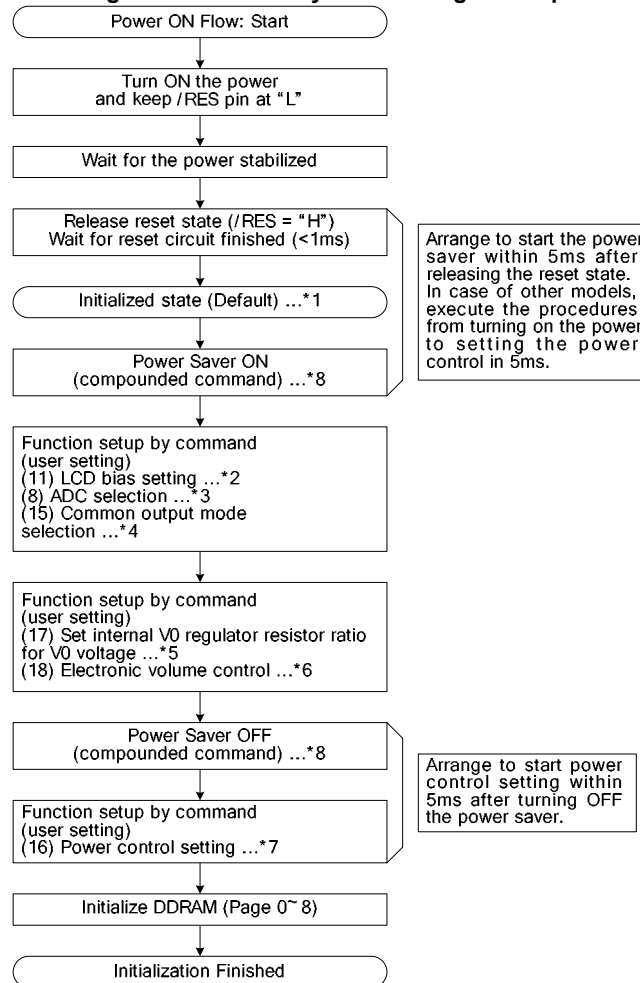 Power ON Flow: Start
Turn ON the power
and keep /RES pin at “L”
Wait for the power stabilized
Release reset state (/RES = “H”)
Wait for reset circuit finished (<1ms)
Initialized state (Default) ...*1
Power Saver ON
(compounded command) ...*8
Arrange to start the power
saver within 5ms after
releasing the reset state.
In case of other models,
execute the procedures
from turning on the power
to setting the power
control in 5ms.
Function setup by command
(user setting)
(11) LCD bias setting ...*2
(8) ADC selection ...*3
(15) Common output mode
selection ...*4
Function setup by command
(user setting)
(17) Set internal V0 regulator resistor ratio
for V0 voltage ...*5
(18) Electronic volume control ...*6
Power Saver OFF
(compounded command) ...*8
Function setup by command
(user setting)
(16) Power control setting ...*7
Arrange to start power
control setting within
5ms after turning OFF
the power saver.
Initialize DDRAM (Page 0~8)
Initialization Finished